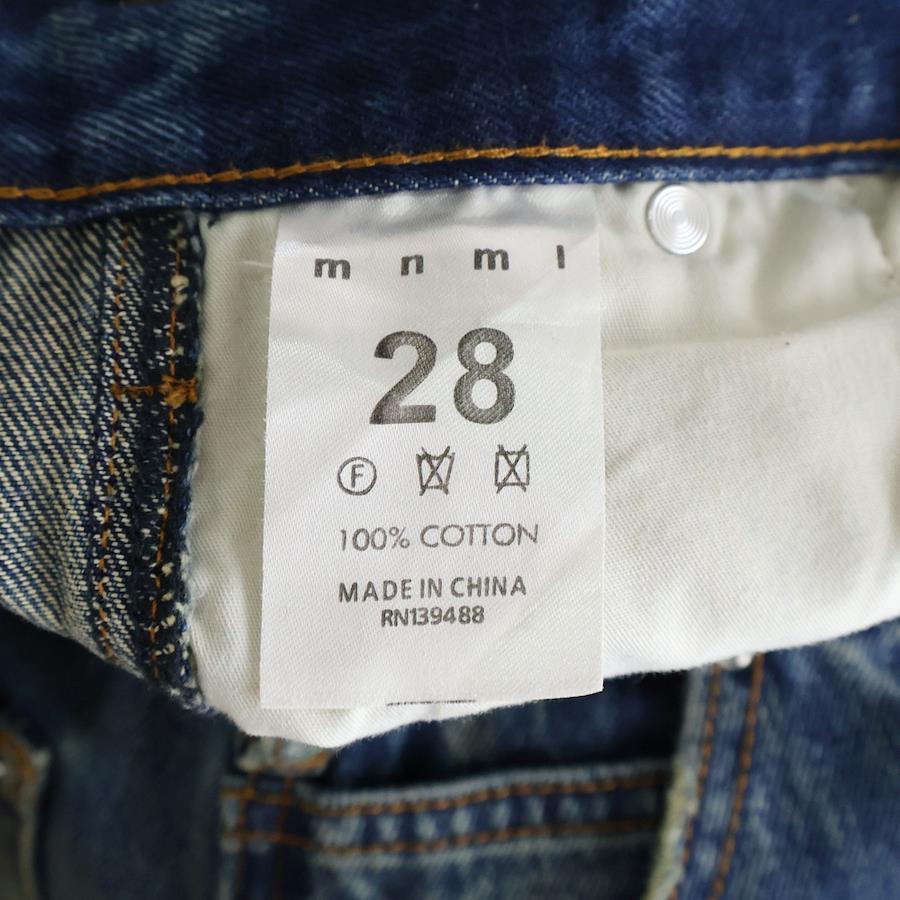 m n m l
28
F
100% COTTON
MADE IN CHINA
RN139488